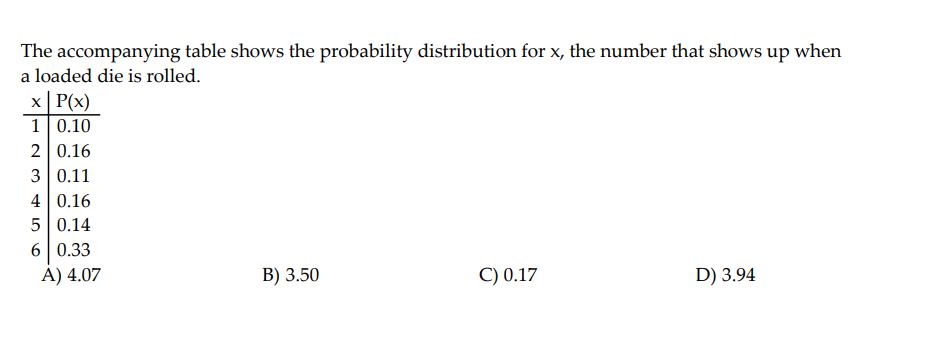 The accompanying table shows the probability distribution for x, the number that shows up when
a loaded die is rolled.
x P(x)
1 0.10
2 0.16
3 0.11
4 0.16
5 0.14
6 0.33
A) 4.07 B) 3.50 C) 0.17 D) 3.94